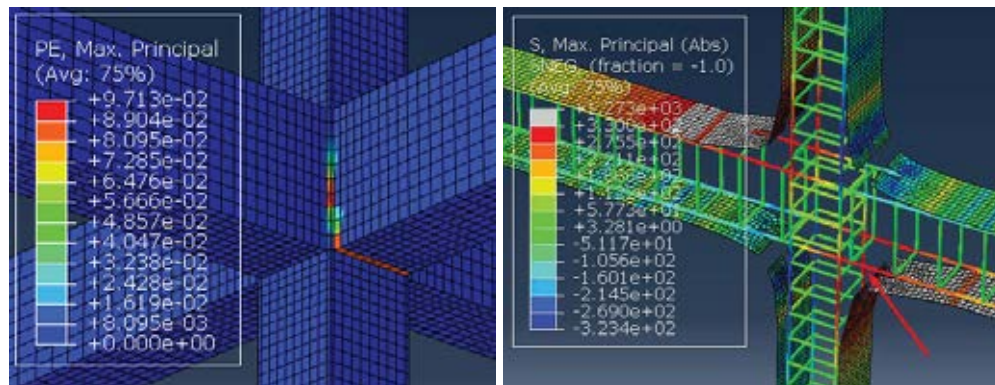 PE, Max. Principal
(Avg: 75%)
+9.713e-02
+8.904e-02
+8.095e-02
+7.285e-02
+6.476e-02
+5.666e-02
+4.857e-02
+4.047e-02
+3.238e-02
+2.428e-02
+1.619e-02
+8.095e-03
+0.000e+00
S, Max. Principal (Abs)
(fraction = -1.0)
75%)
+5.773e+01
+3.281e+00
-5.117e+01
-1.056e+02
-1.601e+02
-2.145e+02
-2.690e+02
-3.234e+02